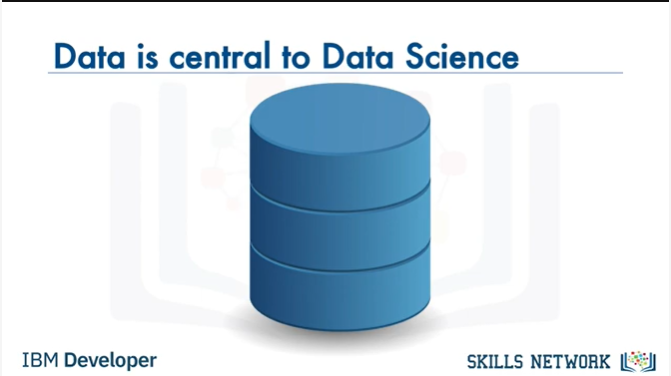 Data is central to Data Science
IBM Developer
SKILLS NETWORK